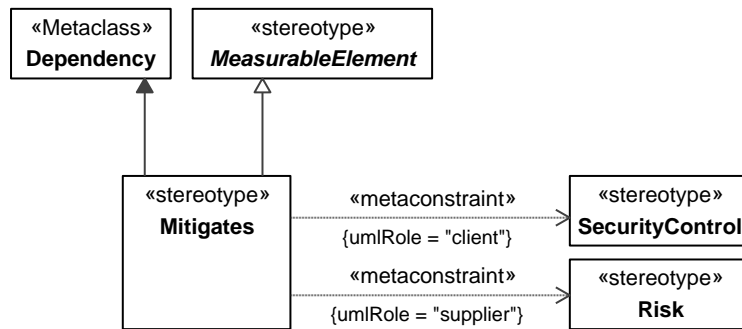 «Metaclass»
Dependency
«stereotype»
MeasurableElement
«stereotype»
Mitigates
«metaconstraint»
{umlRole = "client"}
«stereotype»
SecurityControl
«metaconstraint»
{umlRole = "supplier"}
«stereotype»
Risk